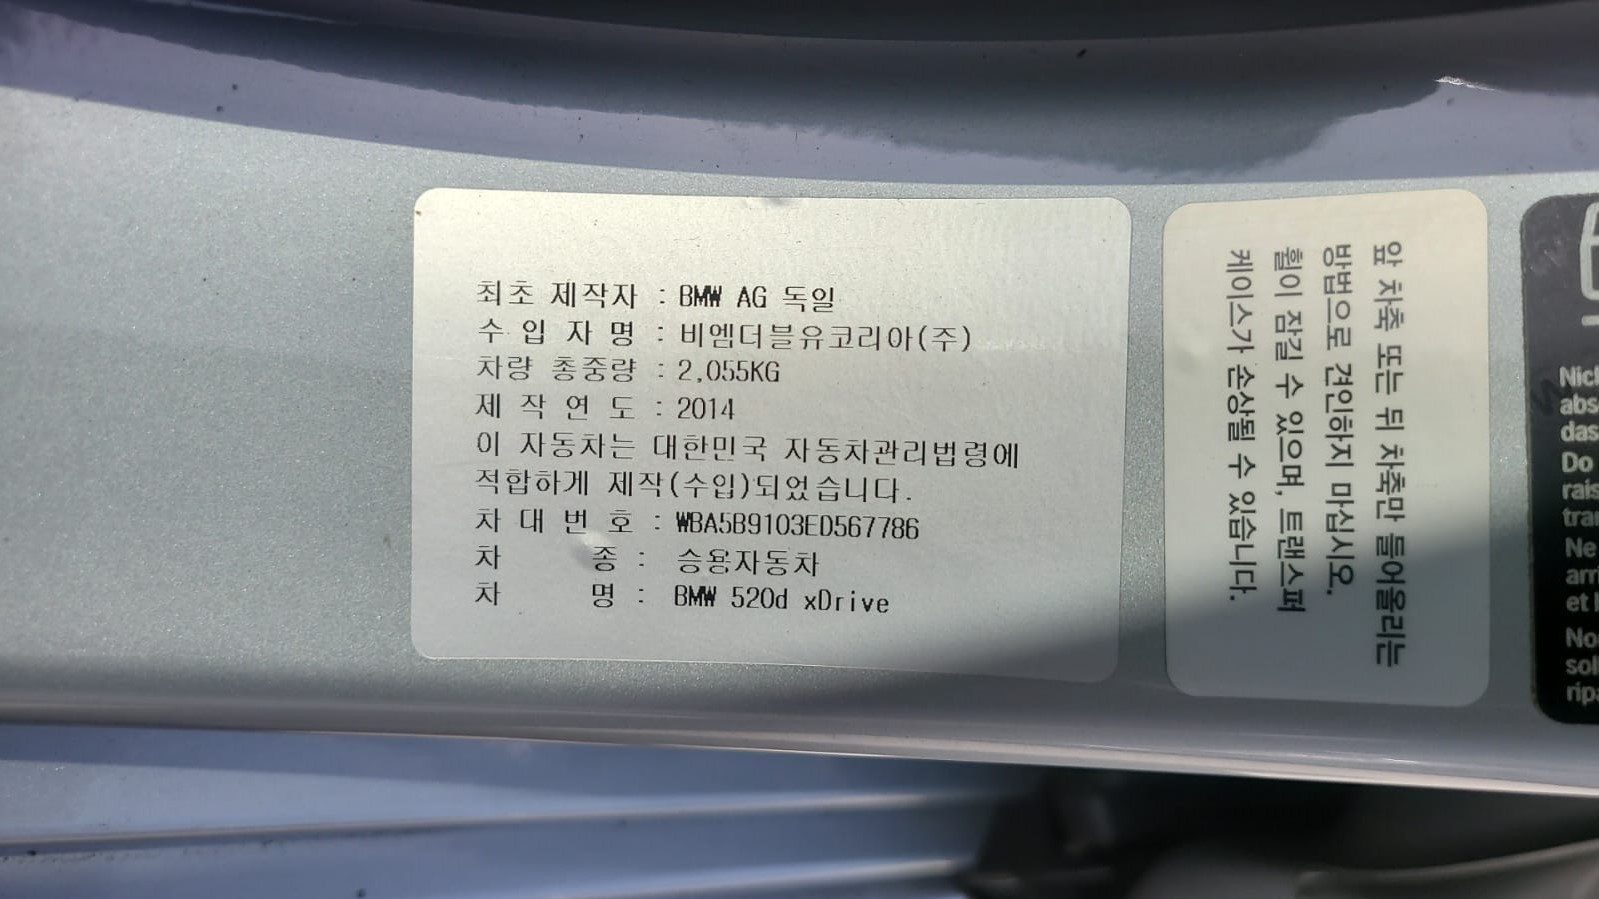 최초 제작자 : BMW AG 독일
수 입 자 명 : 비엠더블유코리아(주)
차량 총중량 : 2,055KG
제 작 연 도 : 2014
이 자동차는 대한민국 자동차관리법령에
적합하게 제작(수입)되었습니다.
차 대 번 호 : WBA5B9103ED567786
차 종 : 승용자동차
차 명 : BMW 520d xDrive
앞 차축 또는 뒤 차축만 들어올리는
방법으로 견인하지 마십시오.
휠이 잠길 수 있으며, 트랜스퍼
케이스가 손상될 수 있습니다.
das
Do
Ne
et